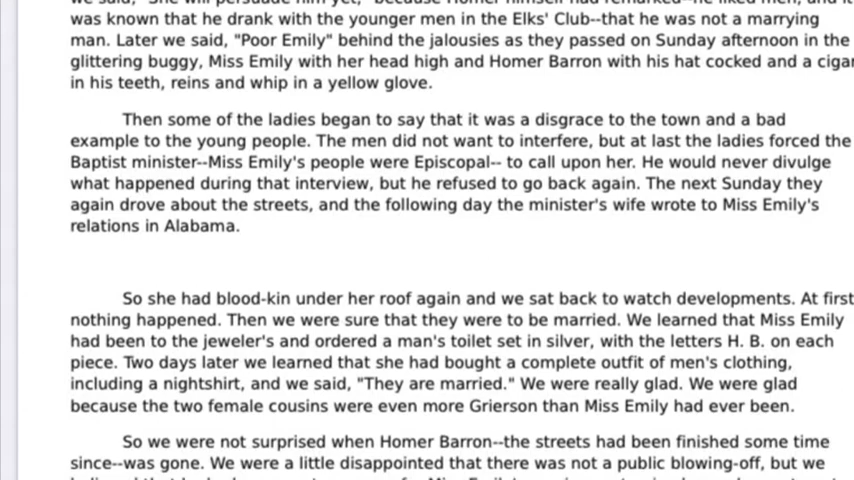 was known that he drank with the younger men in the Elks' Club--that he was not a marrying
man. Later we said, "Poor Emily" behind the jalousies as they passed on Sunday afternoon in the
glittering buggy, Miss Emily with her head high and Homer Barron with his hat cocked and a cigar
in his teeth, reins and whip in a yellow glove.
Then some of the ladies began to say that it was a disgrace to the town and a bad
example to the young people. The men did not want to interfere, but at last the ladies forced the
Baptist minister--Miss Emily's people were Episcopal-- to call upon her. He would never divulge
what happened during that interview, but he refused to go back again. The next Sunday they
again drove about the streets, and the following day the minister's wife wrote to Miss Emily's
relations in Alabama.
So she had blood-kin under her roof again and we sat back to watch developments. At first
nothing happened. Then we were sure that they were to be married. We learned that Miss Emily
had been to the jeweler's and ordered a man's toilet set in silver, with the letters H. B. on each
piece. Two days later we learned that she had bought a complete outfit of men's clothing,
including a nightshirt, and we said, "They are married." We were really glad. We were glad
because the two female cousins were even more Grierson than Miss Emily had ever been.
So we were not surprised when Homer Barron--the streets had been finished some time
since--was gone. We were a little disappointed that there was not a public blowing-off, but we